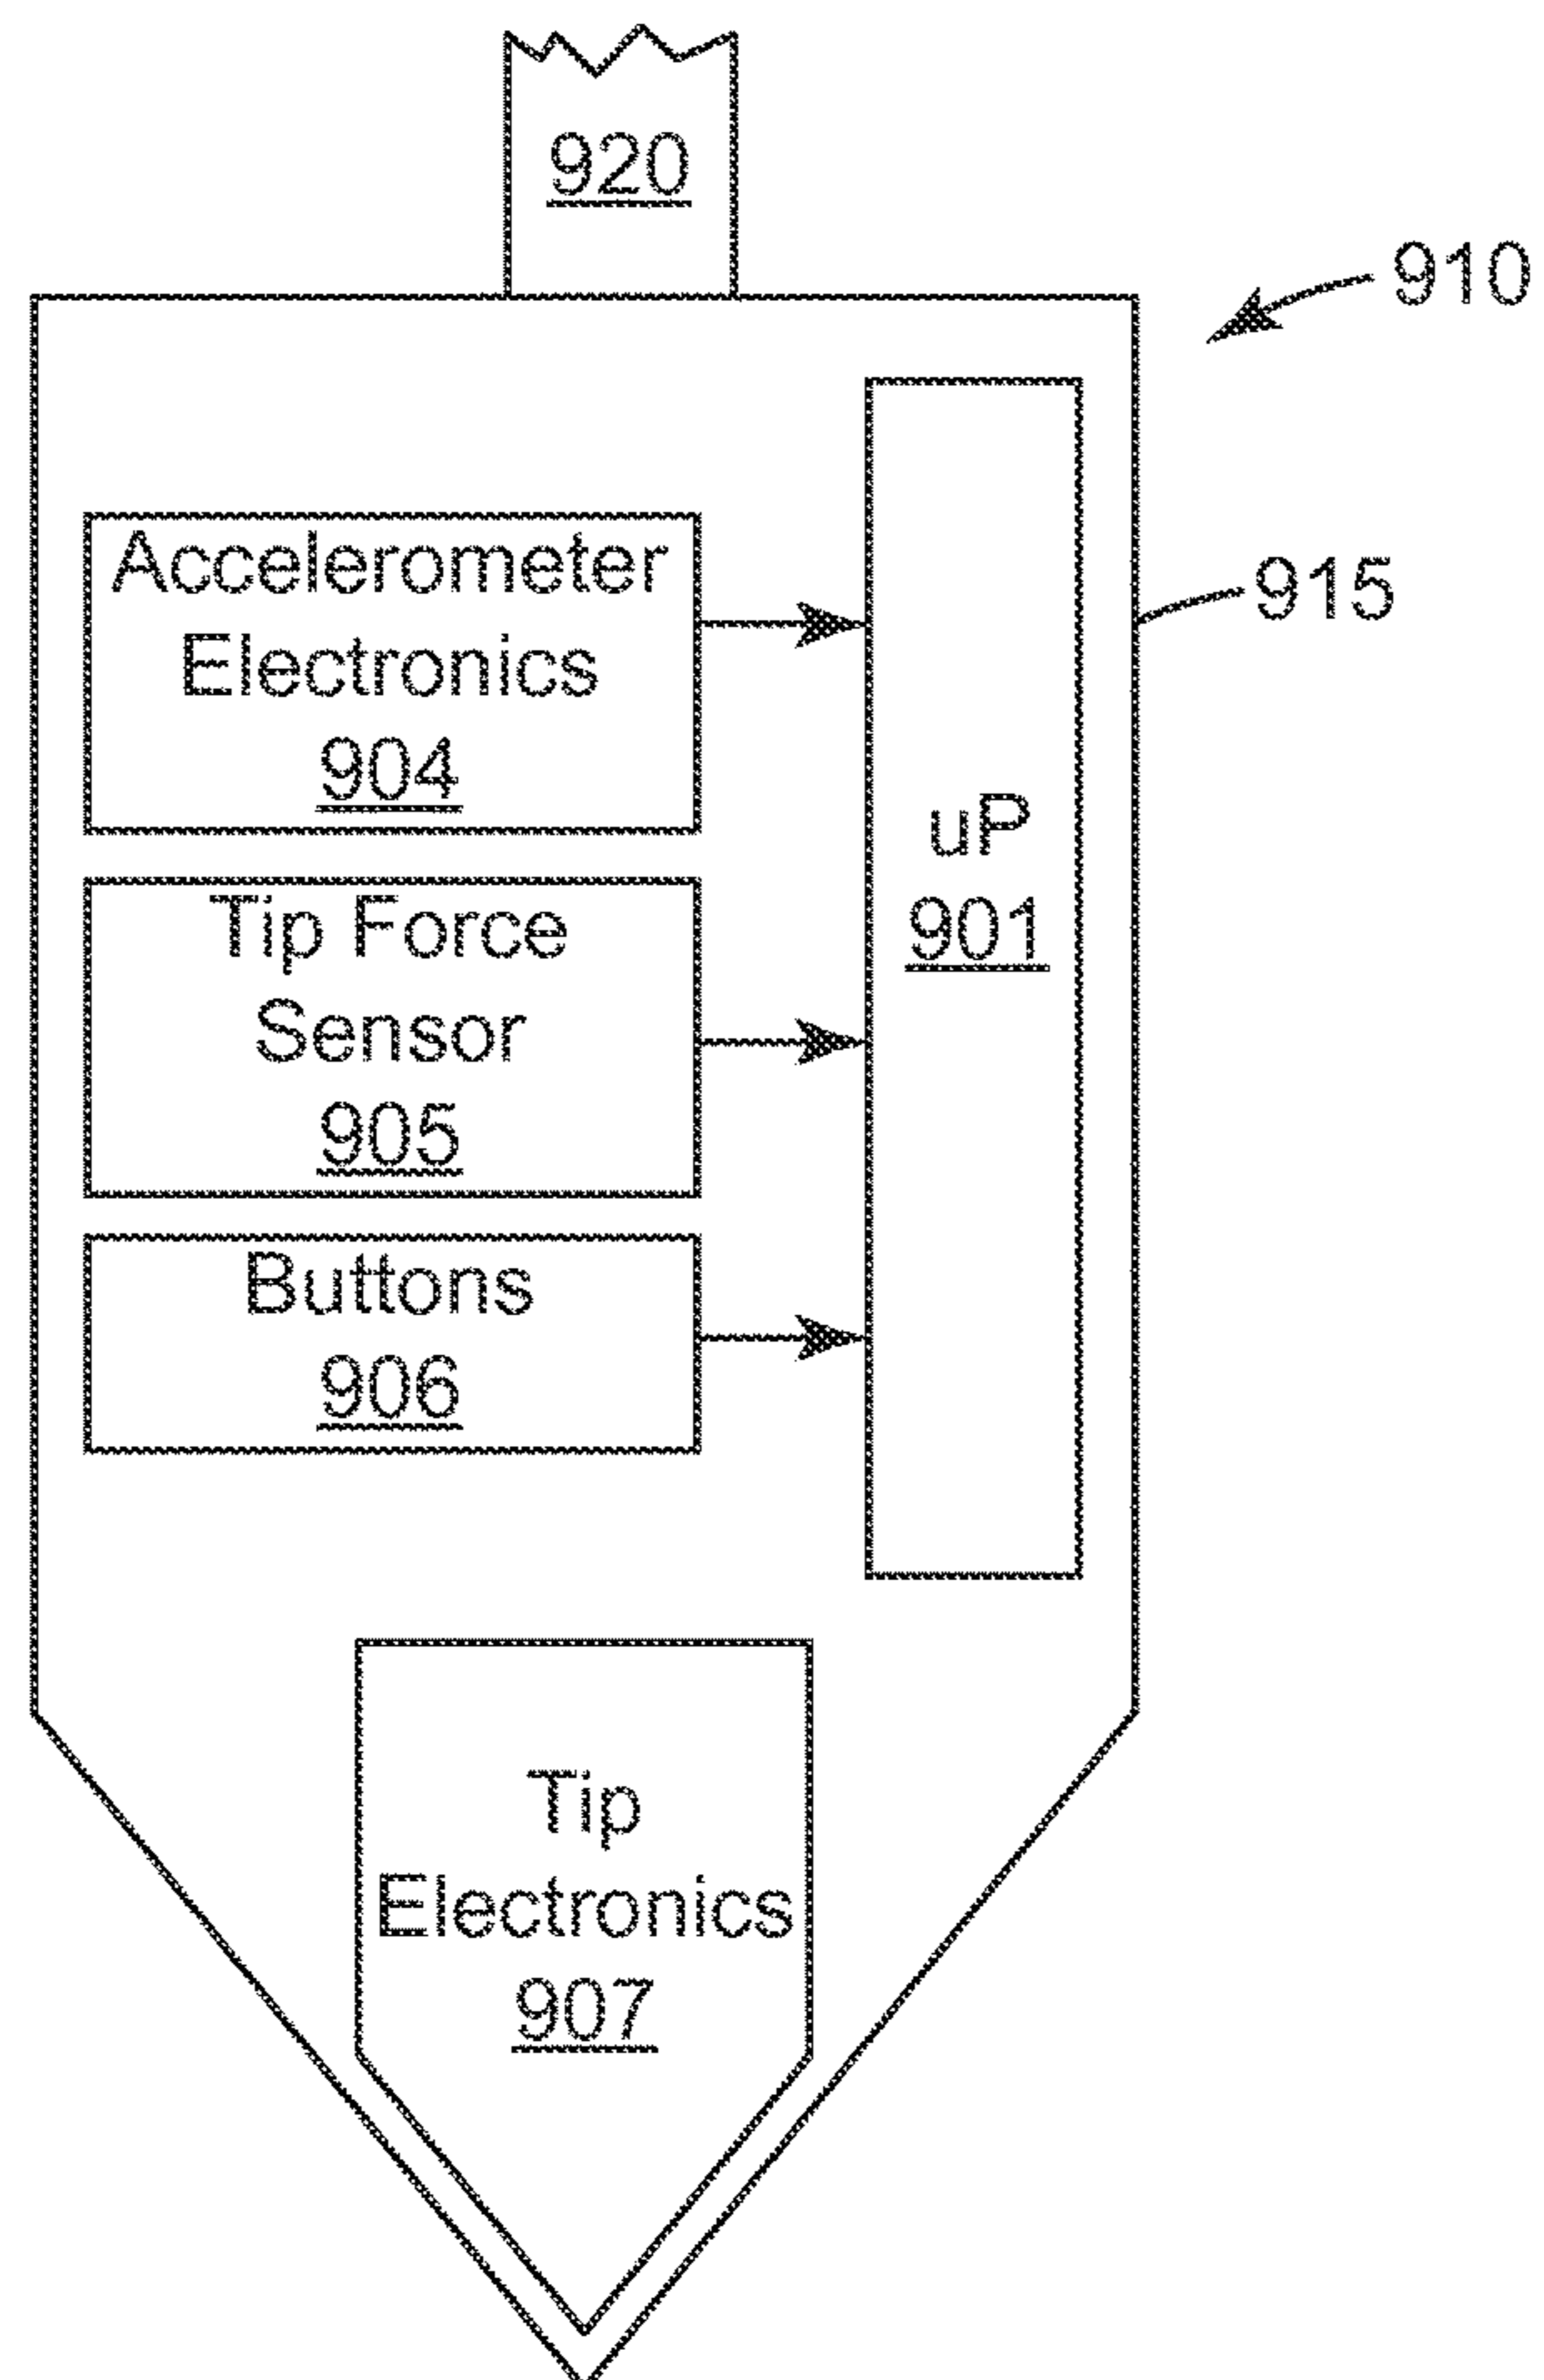 920
910
Accelerometer
Electronics
904
915
uP
901
Tip Force
Sensor
905
Buttons
906
Tip
Electronics
907